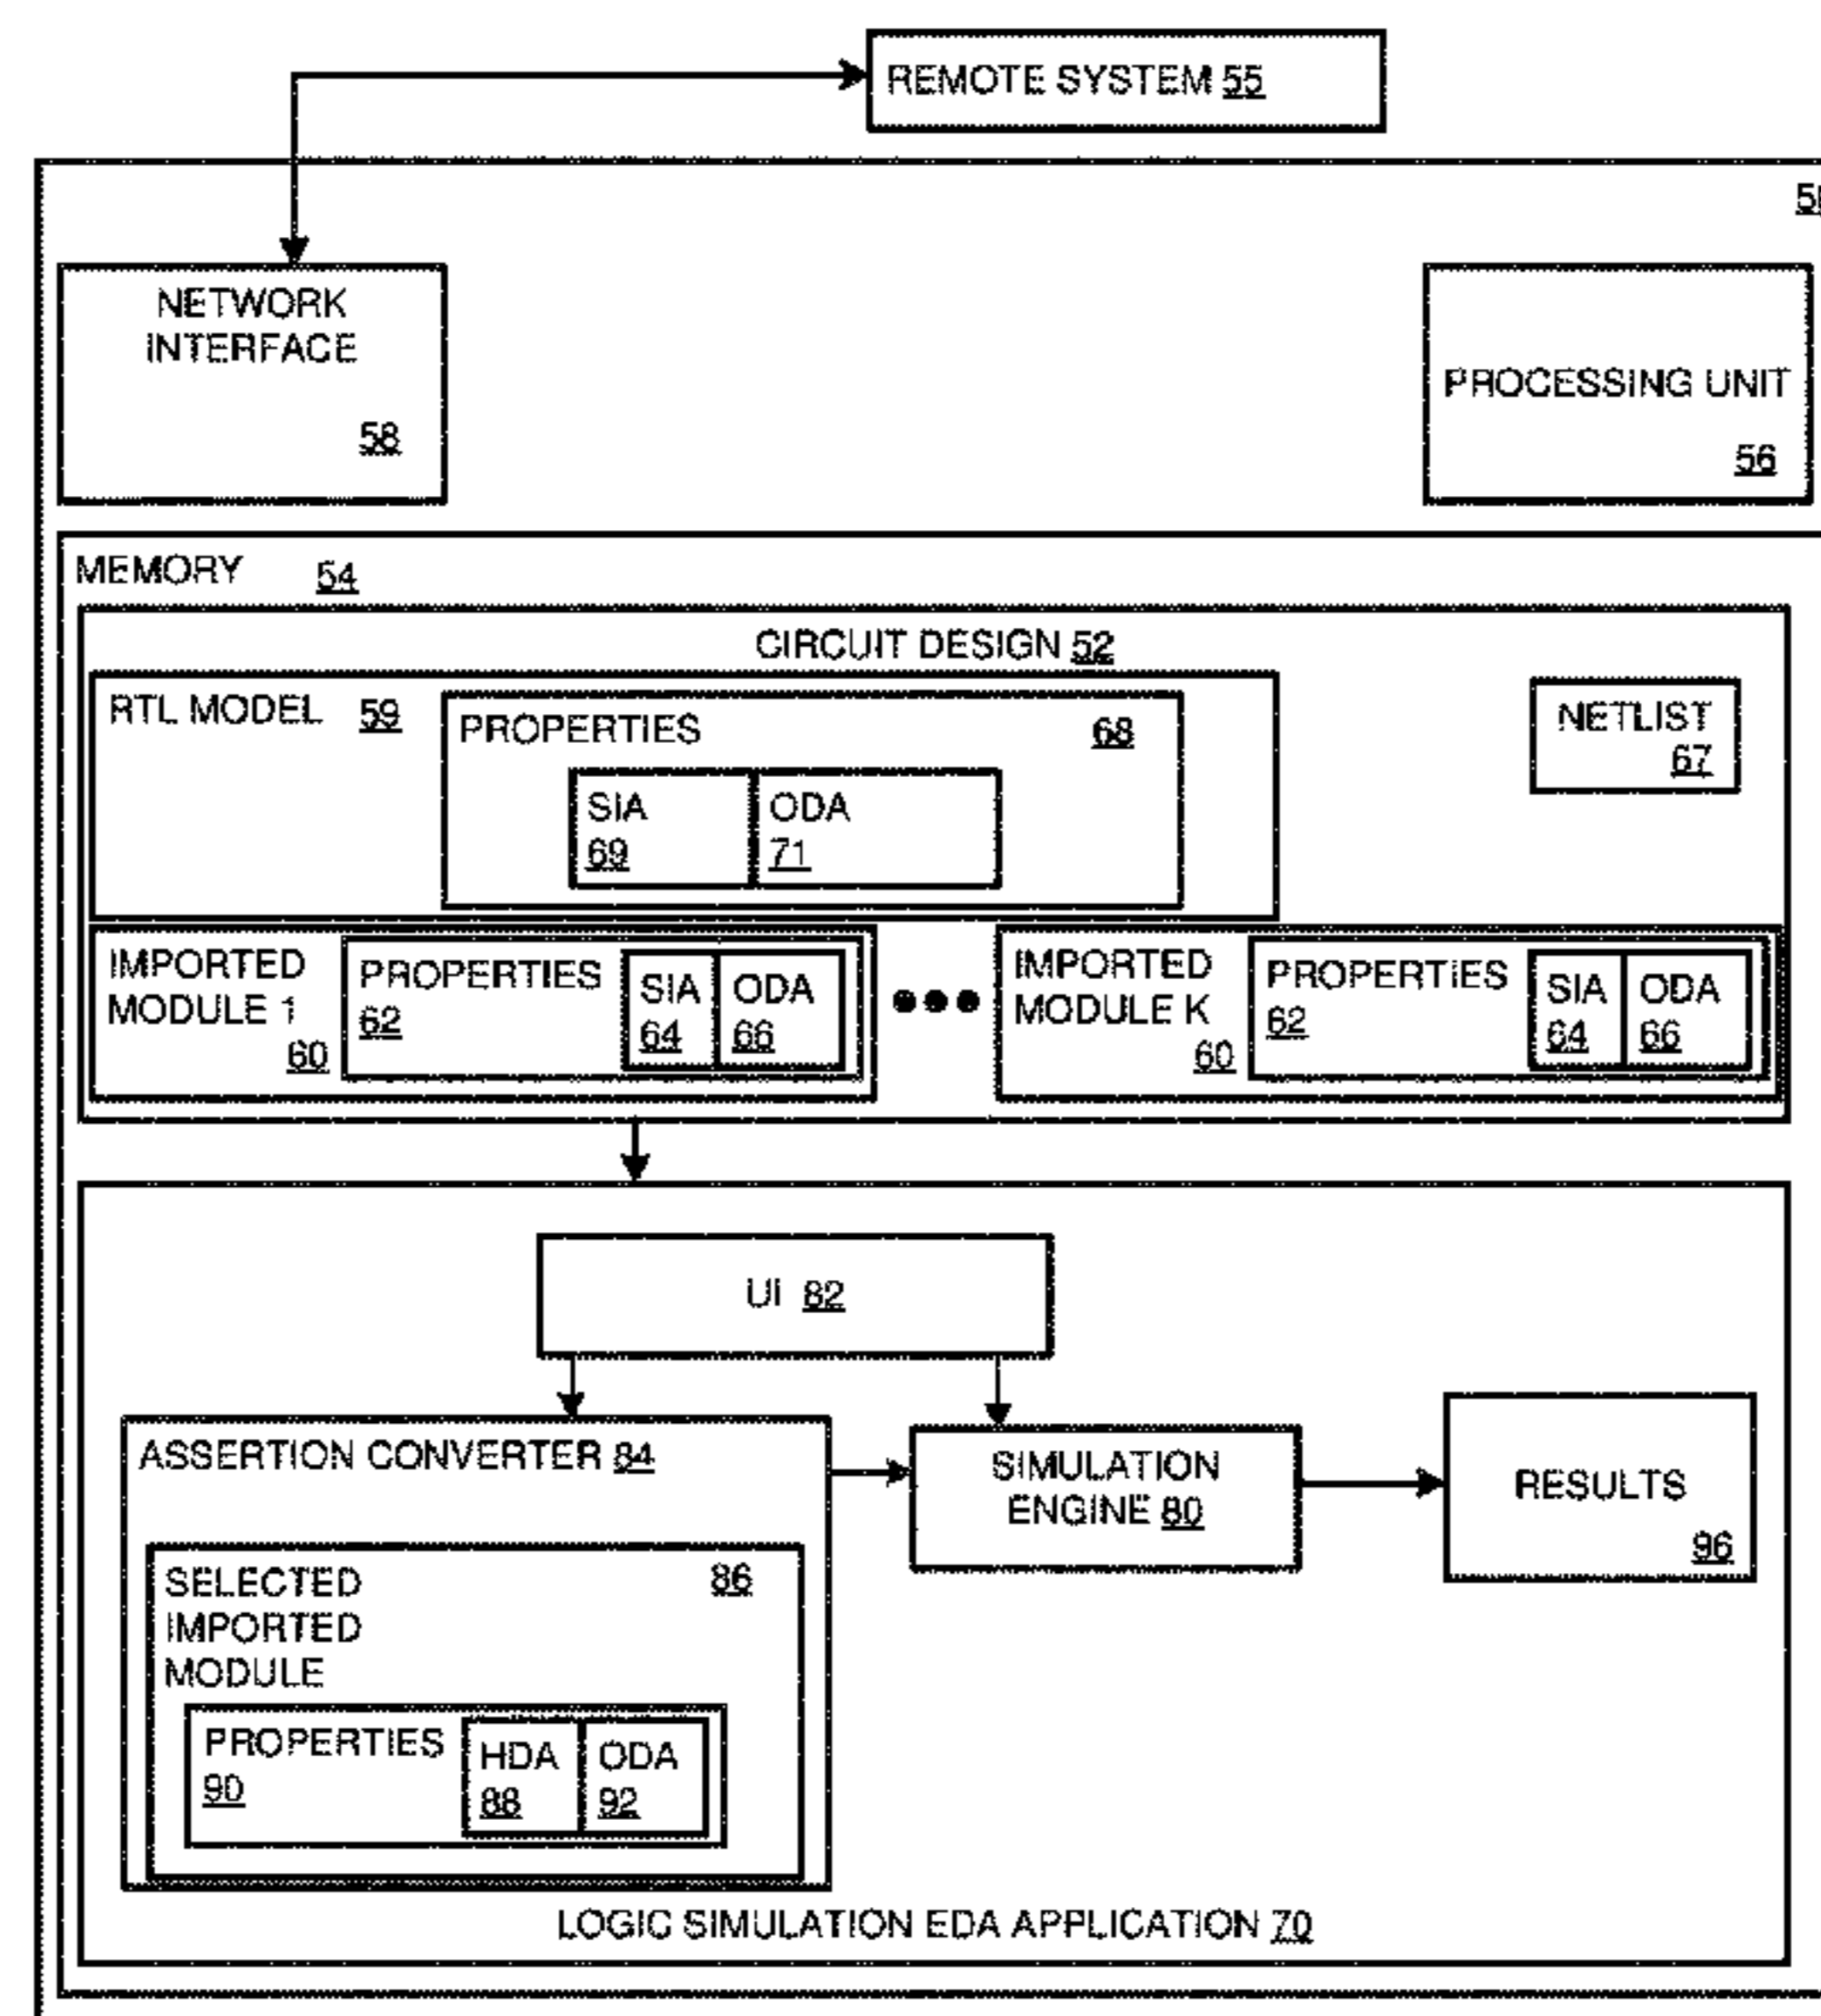 REMOTE SYSTEM 55
NETWORK
INTERFACE
58
PROCESSING UNIT
56
MEMORY 54
CIRCUIT DESIGN 52
RTL MODEL 59
PROPERTIES 68
SIA
69
ODA
71
NETLIST
67
IMPORTED
MODULE 1
60
PROPERTIES
62
SIA
64
ODA
66
IMPORTED
MODULE K
60
PROPERTIES
62
SIA
64
ODA
66
UI 82
ASSERTION CONVERTER 84
SELECTED
IMPORTED
MODULE
86
PROPERTIES
90
HDA
88
ODA
92
SIMULATION
ENGINE 80
RESULTS
96
LOGIC SIMULATION EDA APPLICATION 70